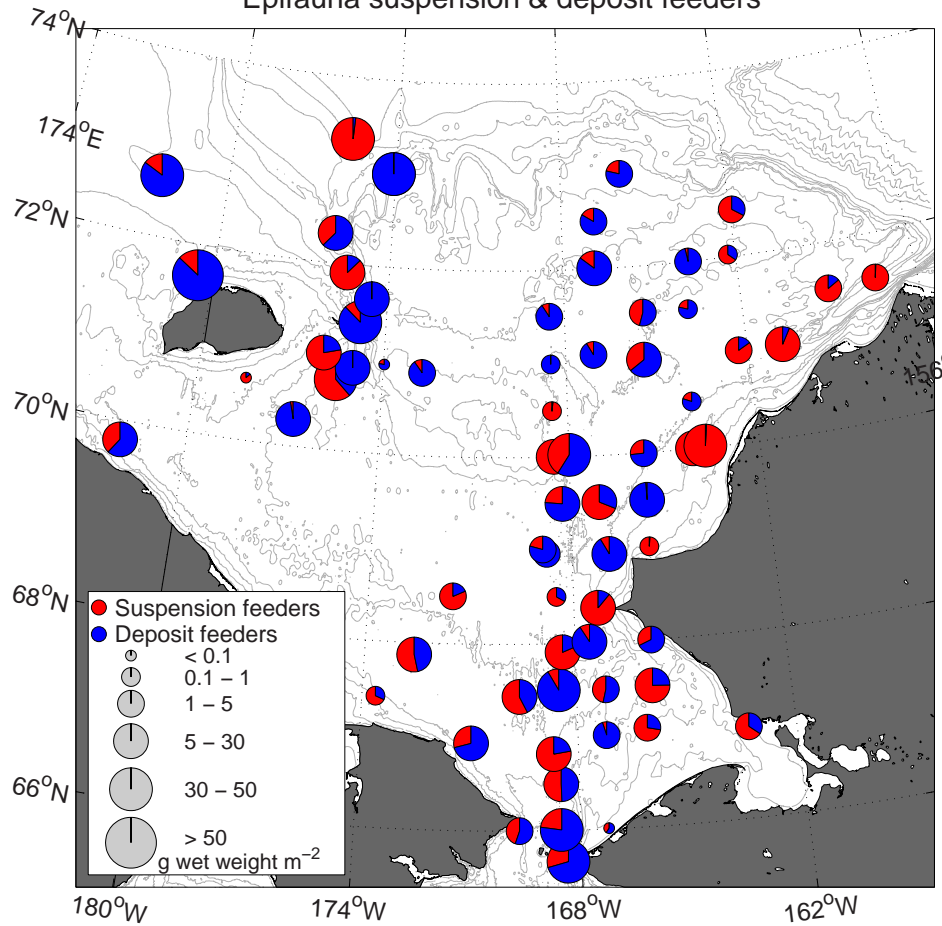 Epifauna suspension & deposit feeders
74°N
174°E
72°N
156°
70°N
68°N
Suspension feeders
Deposit feeders
< 0.1
0.1 – 1
1 – 5
5 – 30
66°N
30 – 50
> 50
g wet weight m⁻²
180°W
174°W
168°W
162°W